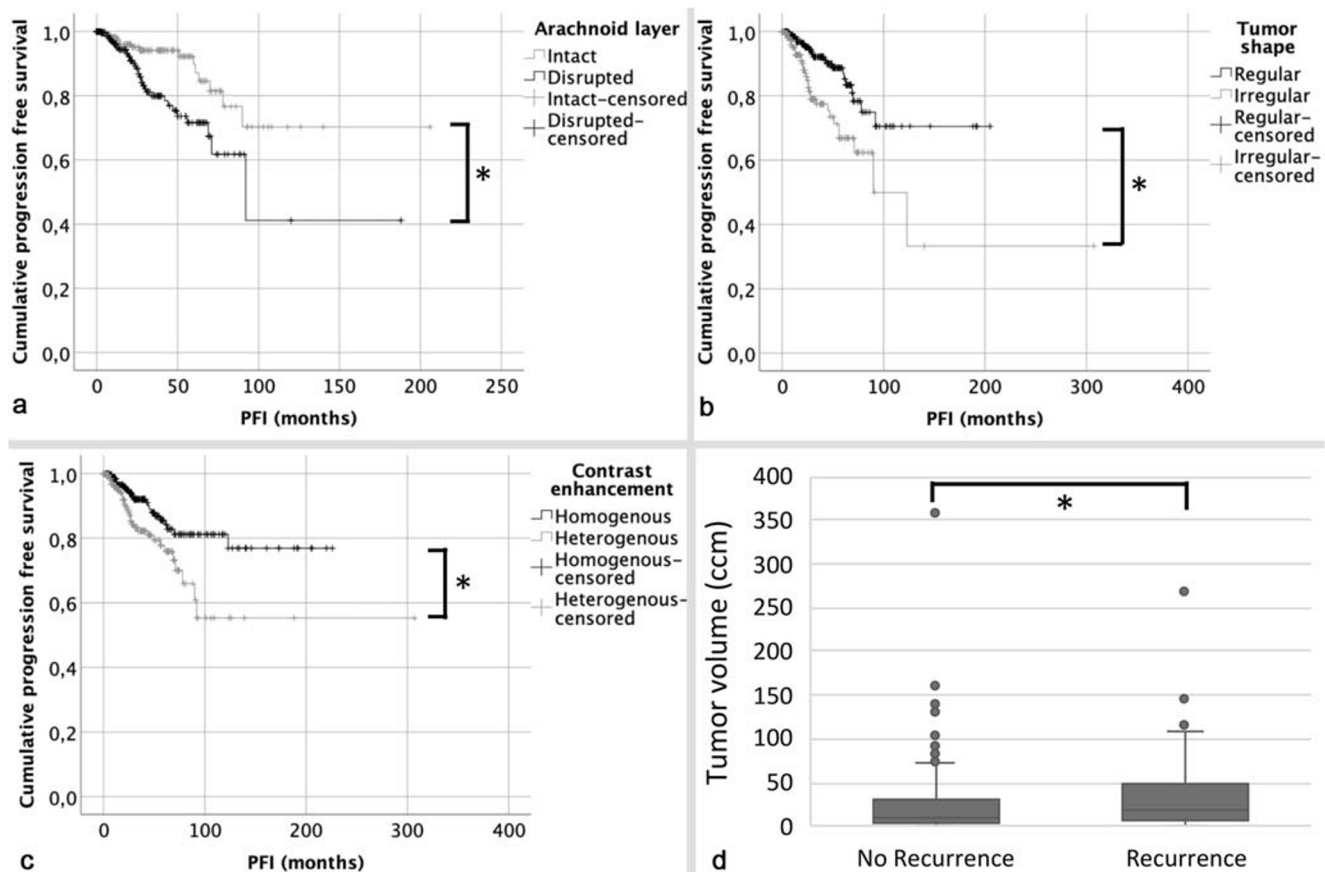 Cumulative progression free survival
1,0
0,8
0,6
0,4
0,2
0,0
0 50 100 150 200 250
PFI (months)
Arachnoid layer
Intact
Disrupted
Intact-censored
Disrupted-
censored
*
a
Cumulative progression free survival
1,0
0,8
0,6
0,4
0,2
0,0
0 100 200 300 400
PFI (months)
Tumor
shape
Regular
Irregular
Regular-
censored
Irregular-
censored
*
b
Cumulative progression free survival
1,0
0,8
0,6
0,4
0,2
0,0
0 100 200 300 400
PFI (months)
Contrast
enhancement
Homogenous
Heterogenous
Homogenous-
censored
Heterogenous-
censored
*
c
Tumor volume (ccm)
400
350
300
250
200
150
100
50
0
*
No Recurrence Recurrence
d